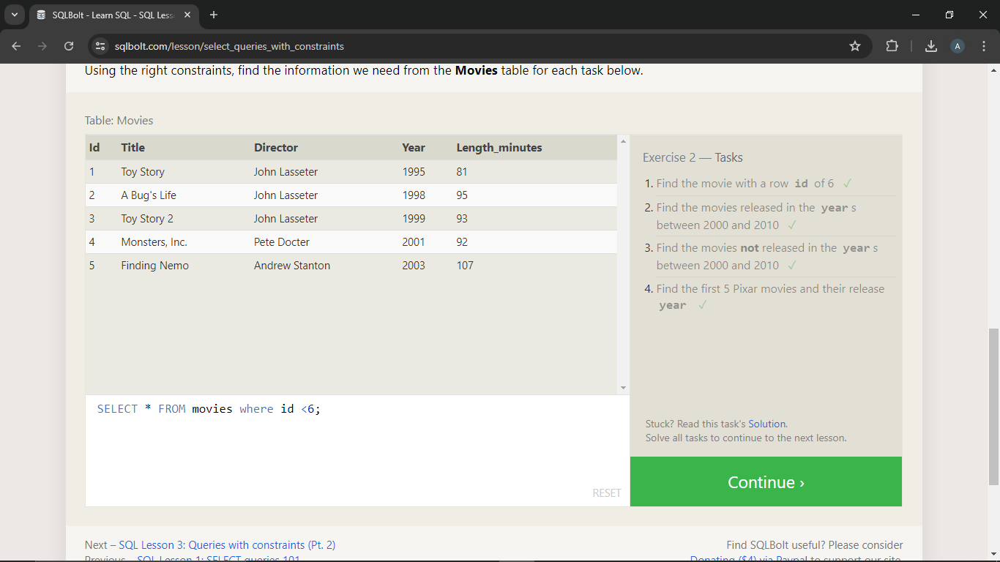 SQLBolt - Learn SQL - SQL Less
sqlbolt.com/lesson/select_queries_with_constraints
A
Using the right constraints, find the information we need from the Movies table for each task below.
Table: Movies
Id Title Director Year Length_minutes
1 Toy Story John Lasseter 1995 81
2 A Bug's Life John Lasseter 1998 95
3 Toy Story 2 John Lasseter 1999 93
4 Monsters, Inc. Pete Docter 2001 92
5 Finding Nemo Andrew Stanton 2003 107
SELECT * FROM movies where id <6;
RESET
Exercise 2 — Tasks
1. Find the movie with a row id of 6 ✓
2. Find the movies released in the year s
between 2000 and 2010 ✓
3. Find the movies not released in the year s
between 2000 and 2010 ✓
4. Find the first 5 Pixar movies and their release
year ✓
Stuck? Read this task's Solution.
Solve all tasks to continue to the next lesson.
Continue ›
Next – SQL Lesson 3: Queries with constraints (Pt. 2)
Previous – SQL Lesson 1: SELECT queries 101
Find SQLBolt useful? Please consider
Donating ($4) via Paypal to support our site.